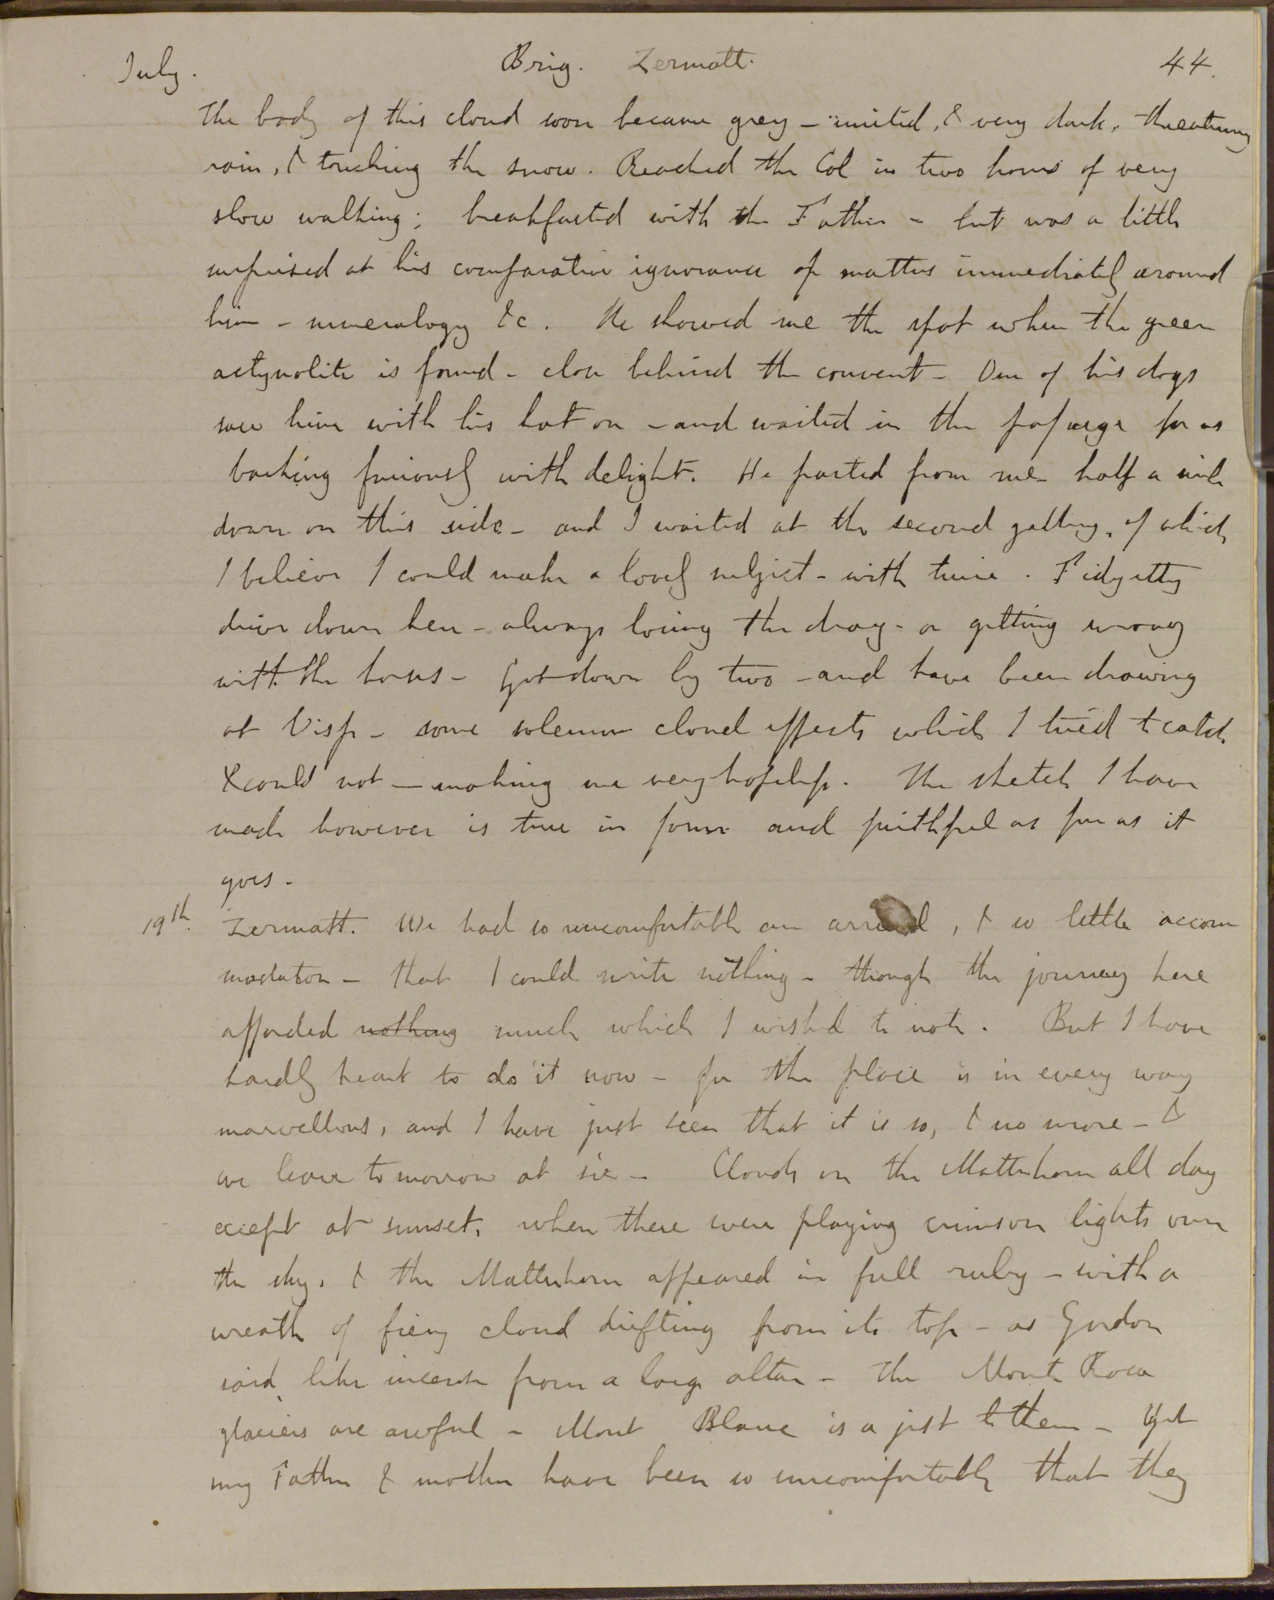 July. Brig. Zermatt. 44.
The body of this cloud soon became grey - united, & very dark, threatening
rain, & touching the snow. Reached the Col in two hours of very
slow walking; breakfasted with the Father - but was a little
surprised at his comparative ignorance of matters immediately around
him - mineralogy &c. He showed me the spot where the green
actynolite is found - close behind the convent - One of his dogs
saw him with his hat on - and waited in the passage for us
barking furiously with delight. He parted from me half a mile
down on this side - and I waited at the second gallery, of which
I believe I could make a lovely subject - with time. Fidgetty
drive down here - always losing the drag - or getting wrong
with the horses - Got down by two - and have been drawing
at Visp - some solemn cloud effects which I tried to catch
& could not — making me very hopeless. The sketch I have
made however is true in form and faithful as far as it
goes -
19th. Zermatt. We had so uncomfortable an arrival, & so little accom
modation - that I could write nothing - though the journey here
afforded nothing much which I wished to note. But I have
hardly heart to do it now - for the place is in every way
marvellous, and I have just seen that it is so, & no more - &
we leave tomorrow at six - Clouds on the Matterhorn all day
except at sunset, when there were playing crimson lights over
the sky, & the Matterhorn appeared in full ruby - with a
wreath of fiery cloud drifting from its top - as Gordon
said, like incense from a large altar - The Monte Rosa
glaciers are awful - Mont Blanc is a jest to them - Yet
my Father & mother have been so uncomfortable that they